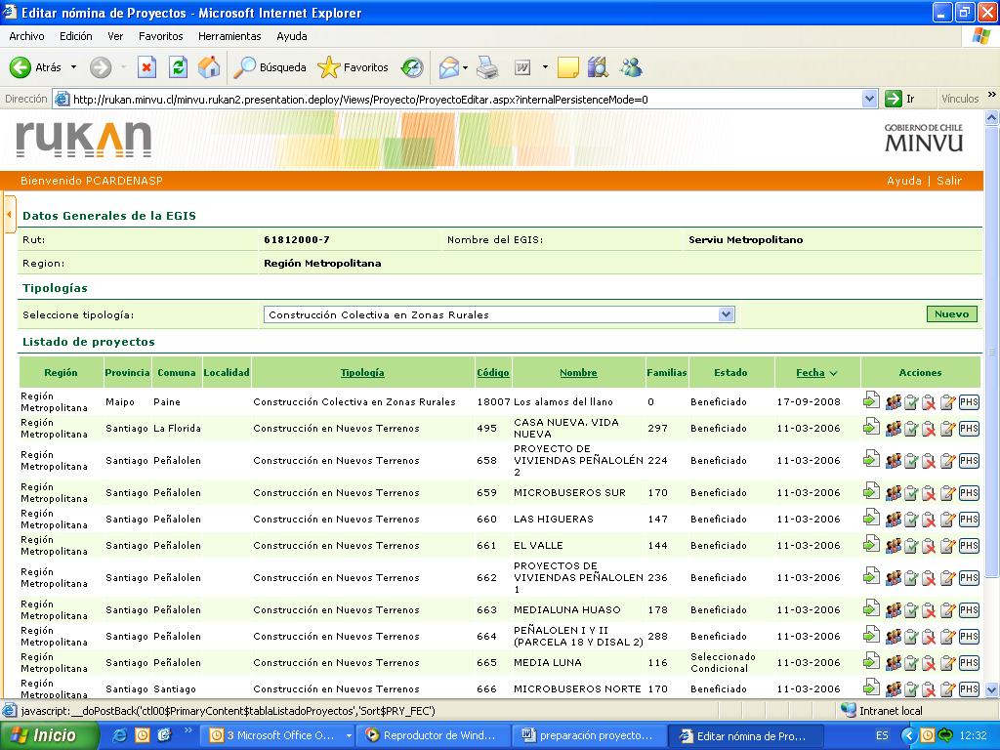 Editar nómina de Proyectos - Microsoft Internet Explorer
Archivo Edición Ver Favoritos Herramientas Ayuda
Atrás Búsqueda Favoritos
Dirección http://rukan.minvu.cl/minvu.rukan2.presentation.deploy/Views/Proyecto/ProyectoEditar.aspx?internalPersistenceMode=0 Ir Vínculos »
rukan
GOBIERNO DE CHILE
MINVU
Bienvenido PCARDENASP Ayuda | Salir
Datos Generales de la EGIS
Rut: 61812000-7 Nombre del EGIS: Serviu Metropolitano
Region: Región Metropolitana
Tipologías
Seleccione tipología: Construcción Colectiva en Zonas Rurales Nuevo
Listado de proyectos
Región Provincia Comuna Localidad Tipología Código Nombre Familias Estado Fecha Acciones
Región Metropolitana Maipo Paine Construcción Colectiva en Zonas Rurales 18007 Los alamos del llano 0 Beneficiado 17-09-2008 PHS
Región Metropolitana Santiago La Florida Construcción en Nuevos Terrenos 495 CASA NUEVA. VIDA NUEVA 297 Beneficiado 11-03-2006 PHS
Región Metropolitana Santiago Peñalolen Construcción en Nuevos Terrenos 658 PROYECTO DE VIVIENDAS PEÑALOLÉN 2 224 Beneficiado 11-03-2006 PHS
Región Metropolitana Santiago Peñalolen Construcción en Nuevos Terrenos 659 MICROBUSEROS SUR 170 Beneficiado 11-03-2006 PHS
Región Metropolitana Santiago Peñalolen Construcción en Nuevos Terrenos 660 LAS HIGUERAS 147 Beneficiado 11-03-2006 PHS
Región Metropolitana Santiago Peñalolen Construcción en Nuevos Terrenos 661 EL VALLE 144 Beneficiado 11-03-2006 PHS
Región Metropolitana Santiago Peñalolen Construcción en Nuevos Terrenos 662 PROYECTOS DE VIVIENDAS PEÑALOLEN 1 236 Beneficiado 11-03-2006 PHS
Región Metropolitana Santiago Peñalolen Construcción en Nuevos Terrenos 663 MEDIALUNA HUASO 178 Beneficiado 11-03-2006 PHS
Región Metropolitana Santiago Peñalolen Construcción en Nuevos Terrenos 664 PEÑALOLEN I Y II (PARCELA 18 Y DISAL 2) 288 Beneficiado 11-03-2006 PHS
Región Metropolitana Santiago Peñalolen Construcción en Nuevos Terrenos 665 MEDIA LUNA 116 Seleccionado Condicional 11-03-2006 PHS
Región Metropolitana Santiago Santiago Construcción en Nuevos Terrenos 666 MICROBUSEROS NORTE 170 Beneficiado 11-03-2006 PHS
javascript:__doPostBack('ctl00$PrimaryContent$tablaListadoProyectos','Sort$PRY_FEC') Intranet local
Inicio » 3 Microsoft Office O... Reproductor de Wind... preparación proyecto... Editar nómina de Pro... ES 12:32